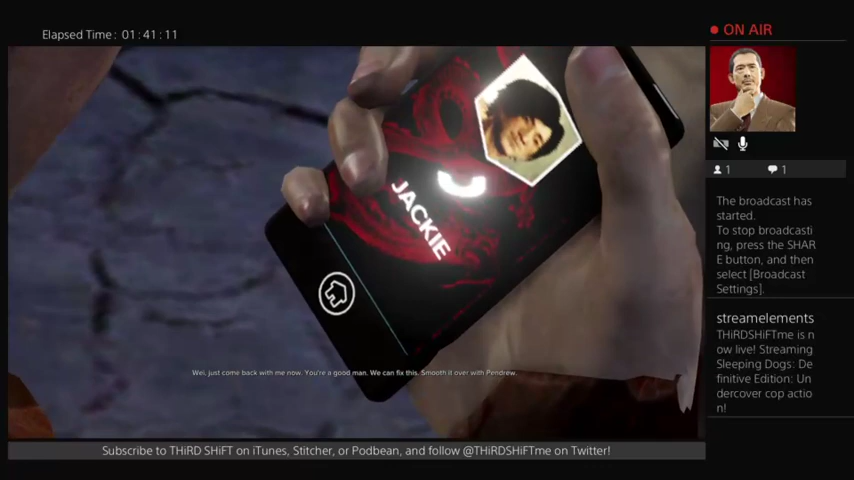 Elapsed Time: 01:41:11
ON AIR
JACKIE
1
1
The broadcast has
started.
To stop broadcasti
ng, press the SHAR
E button, and then
select [Broadcast
Settings].
streamelements
THiRDSHiFTme is n
ow live! Streaming
Sleeping Dogs: De
finitive Edition: Un
dercover cop actio
n!
Wei, just come back with me now. You're a good man. We can fix this. Smooth it over with Pendrew.
Subscribe to THiRD SHiFT on iTunes, Stitcher, or Podbean, and follow @THiRDSHiFTme on Twitter!